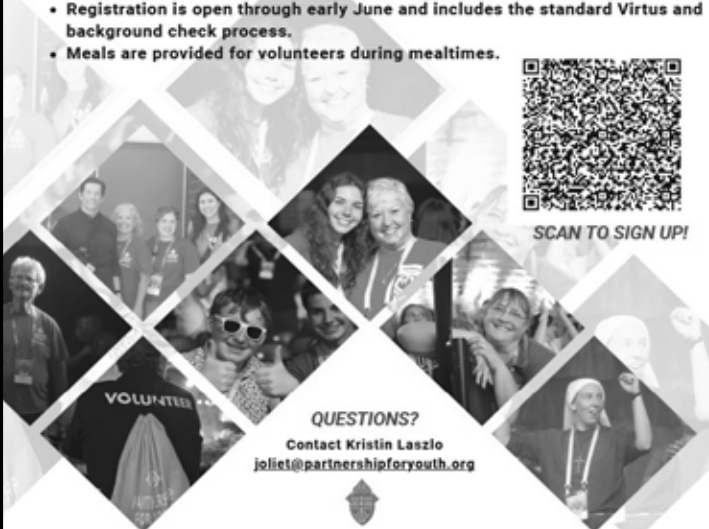 • Registration is open through early June and includes the standard Virtus and
background check process.
• Meals are provided for volunteers during mealtimes.
SCAN TO SIGN UP!
VOLUNTEER
PARTNERSHIP
QUESTIONS?
Contact Kristin Laszlo
joliet@partnershipforyouth.org